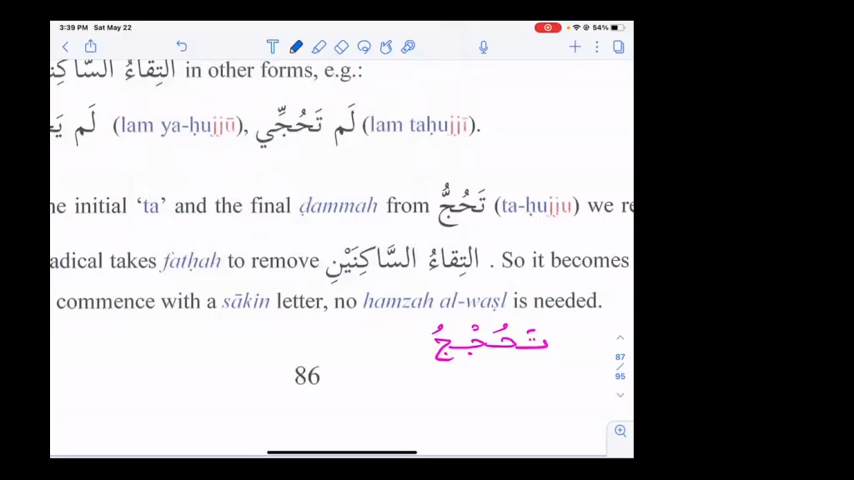 3:39 PM Sat May 22
54%
التِقاءُ السَّاكِنَ in other forms, e.g.:
لَم يَ (lam ya-ḥujjū), لَم تَحُجِّي (lam taḥujjī).
he initial ‘ta’ and the final ḍammah from تَحُجُّ (ta-ḥujju) we re
adical takes fatḥah to remove التِقاءُ السَّاكِنَيْنِ . So it becomes
commence with a sākin letter, no hamzah al-waṣl is needed.
تَحُجْجُ
86
87
95